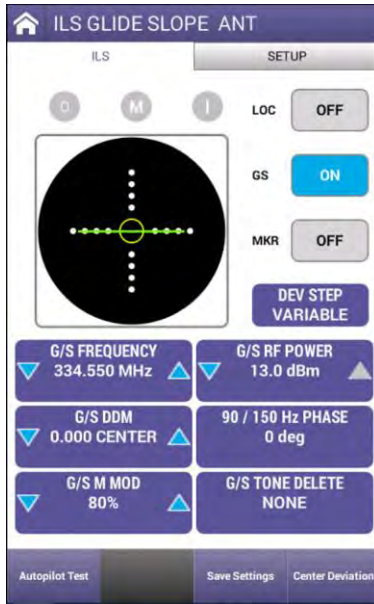 ILS GLIDE SLOPE ANT
ILS
SETUP
O
M
I
LOC
OFF
GS
ON
MKR
OFF
DEV STEP
VARIABLE
G/S FREQUENCY
334.550 MHz
G/S RF POWER
13.0 dBm
G/S DDM
0.000 CENTER
90 / 150 Hz PHASE
0 deg
G/S M MOD
80%
G/S TONE DELETE
NONE
Autopilot Test
Save Settings
Center Deviation